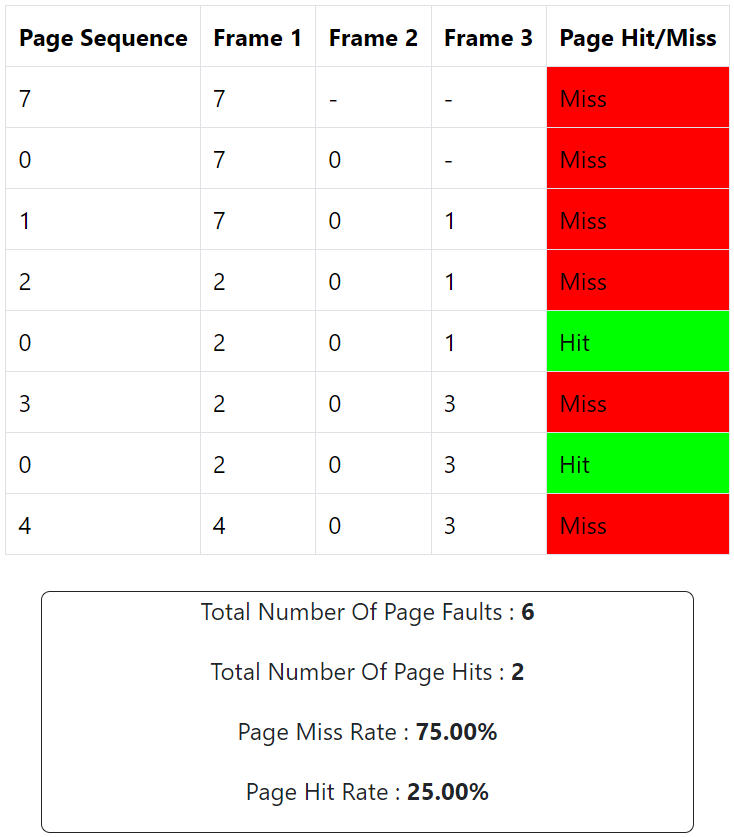 Page Sequence Frame 1 Frame 2 Frame 3 Page Hit/Miss
7 7 - - Miss
0 7 0 - Miss
1 7 0 1 Miss
2 2 0 1 Miss
0 2 0 1 Hit
3 2 0 3 Miss
0 2 0 3 Hit
4 4 0 3 Miss
Total Number Of Page Faults : 6
Total Number Of Page Hits : 2
Page Miss Rate : 75.00%
Page Hit Rate : 25.00%